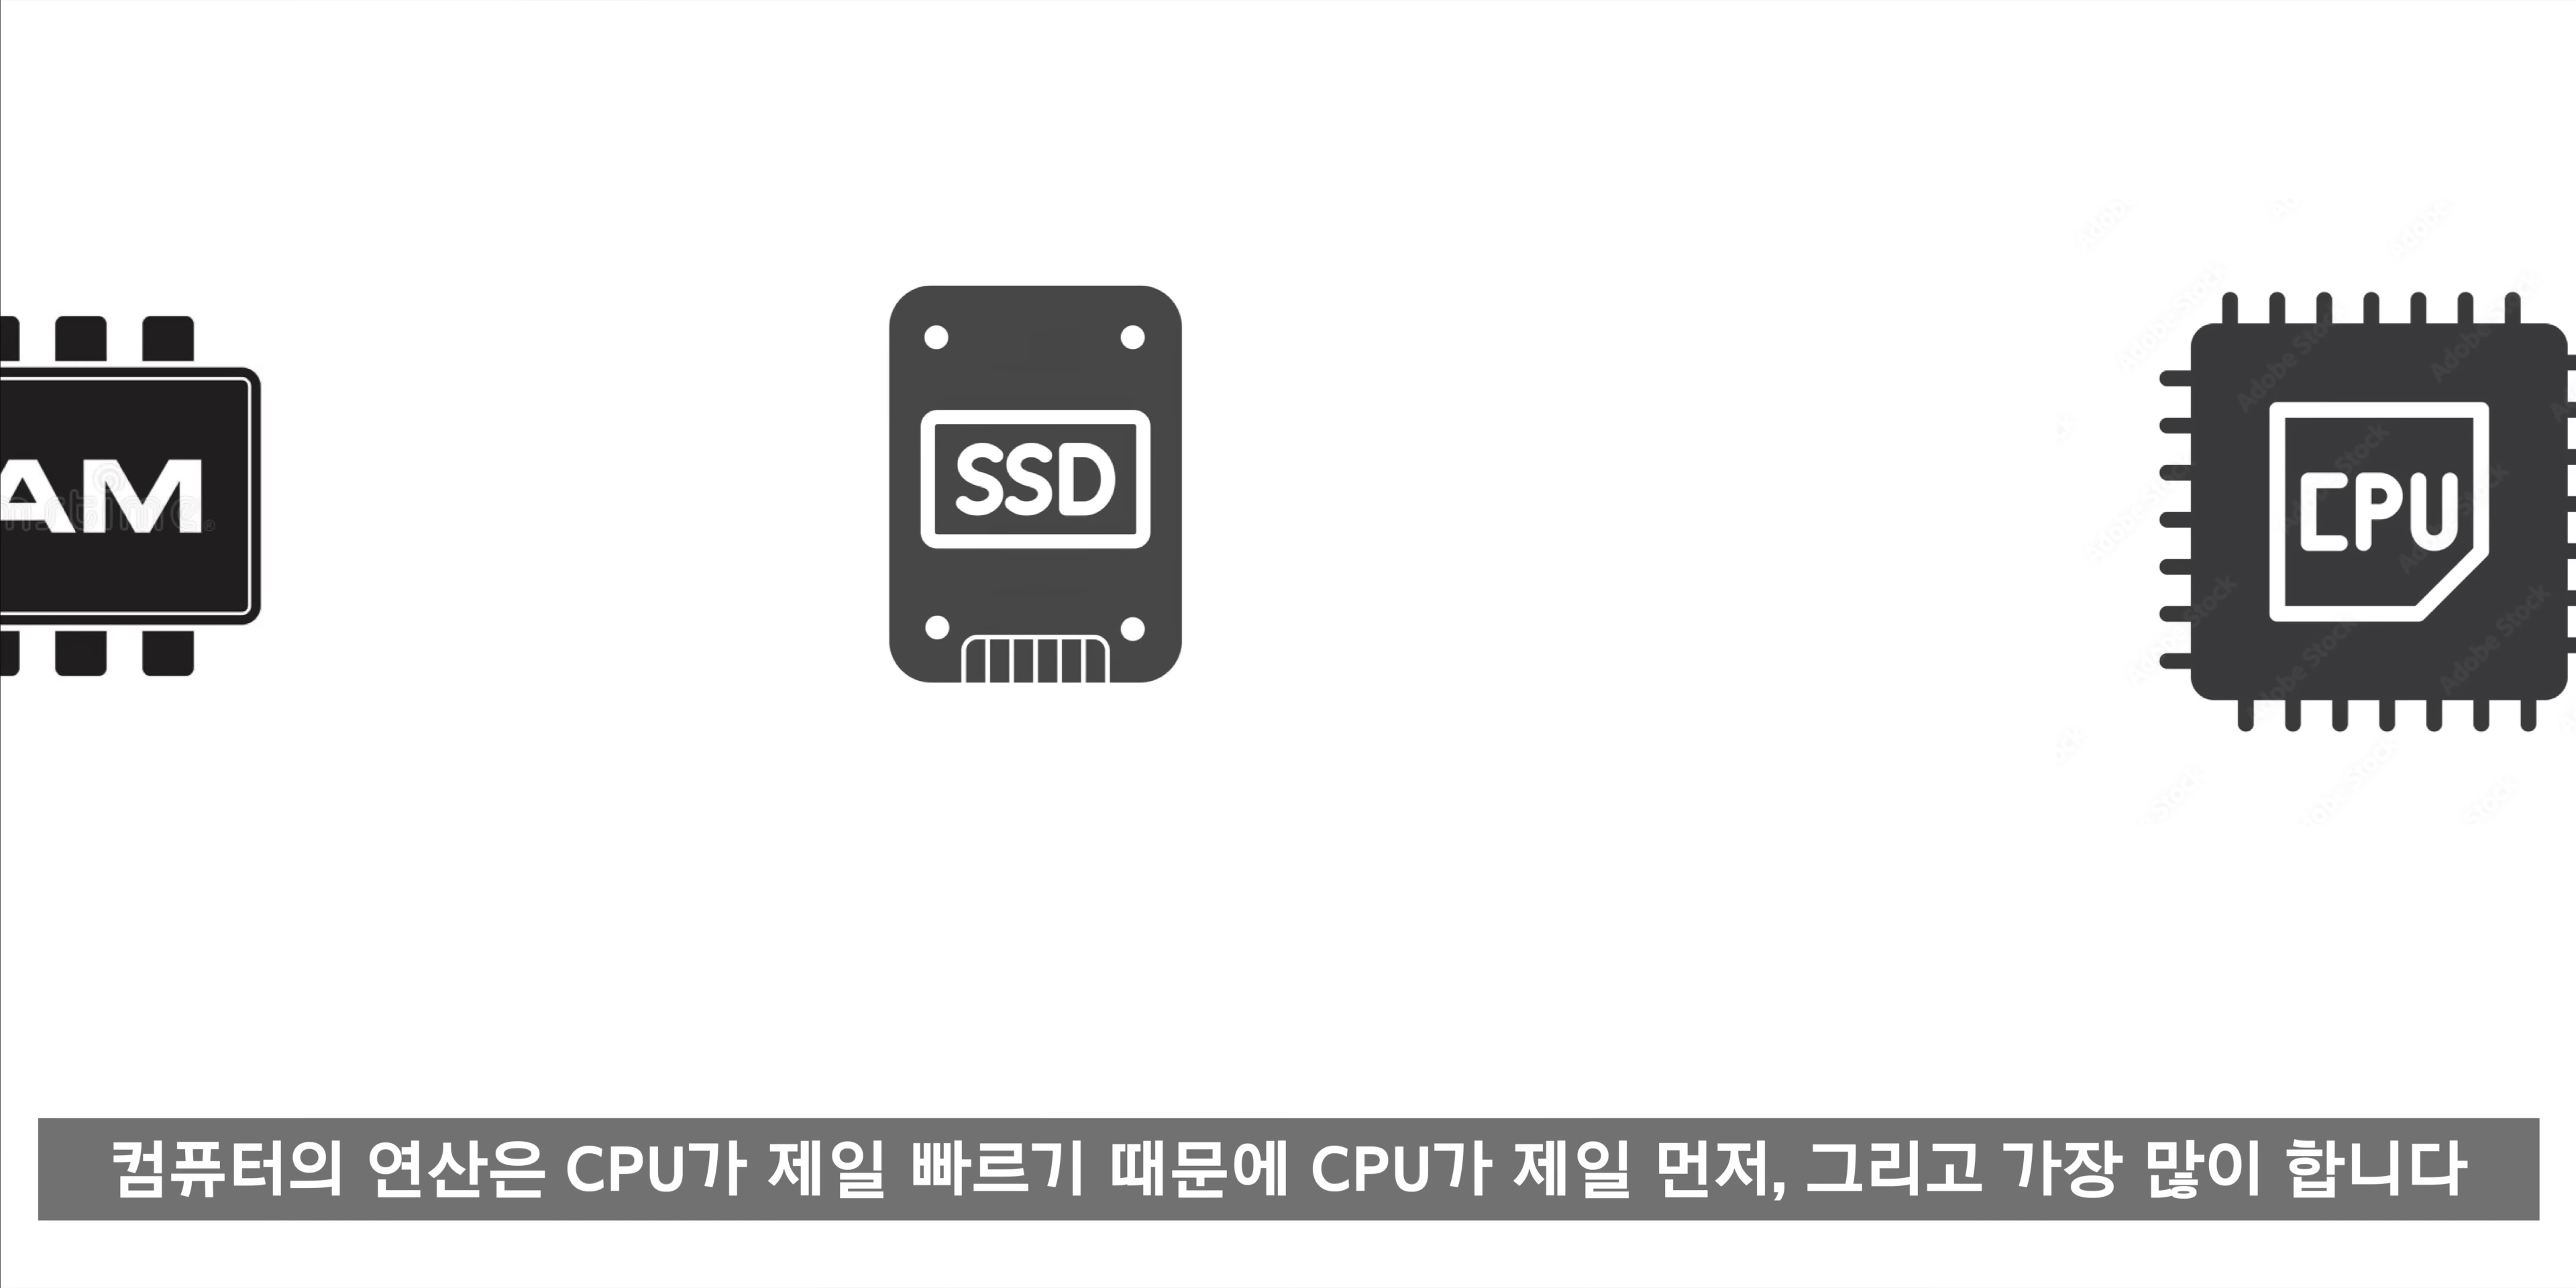 AM
SSD
CPU
컴퓨터의 연산은 CPU가 제일 빠르기 때문에 CPU가 제일 먼저, 그리고 가장 많이 합니다